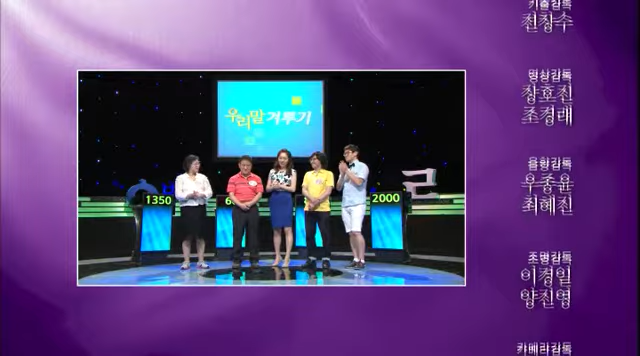 우리말 겨루기
1350
2000
기술감독
천창수
영상감독
장호진
조경래
음향감독
우종윤
최혜진
조명감독
이경일
양진영
카메라감독